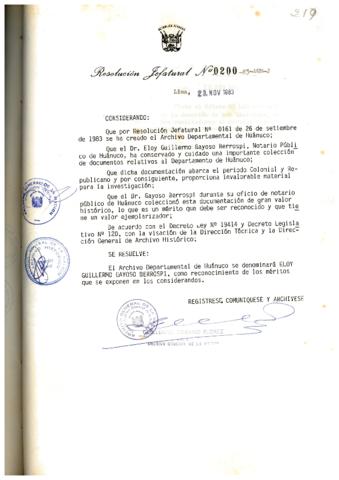 219
Resolución Jefatural Nº 0200
Lima, 23 NOV 1983
CONSIDERANDO:
Que por Resolución Jefatural Nº 0161 de 26 de setiembre
de 1983 se ha creado el Archivo Departamental de Huánuco;
Que el Dr. Eloy Guillermo Gayoso Berrospi, Notario Públi
co de Huánuco, ha conservado y cuidado una importante colección
de documentos relativos al Departamento de Huánuco;
Que dicha documentación abarca el período Colonial y Re-
publicano y por consiguiente, proporciona invalorable material
para la investigación;
Que el Dr. Gayoso Berrospi durante su oficio de notario
público de Huánuco coleccionó esta documentación de gran valor
histórico, lo que es un mérito que debe ser reconocido y que tie
ne un valor ejemplarizador;
De acuerdo con el Decreto Ley Nº 19414 y Decreto Legisla
tivo Nº 120, con la visación de la Dirección Técnica y la Direc-
ción General de Archivo Histórico;
SE RESUELVE:
El Archivo Departamental de Huánuco se denominará ELOY
GUILLERMO GAYOSO BERROSPI, como reconocimiento de los méritos
que se exponen en los considerandos.
REGISTRESE, COMUNIQUESE Y ARCHIVESE